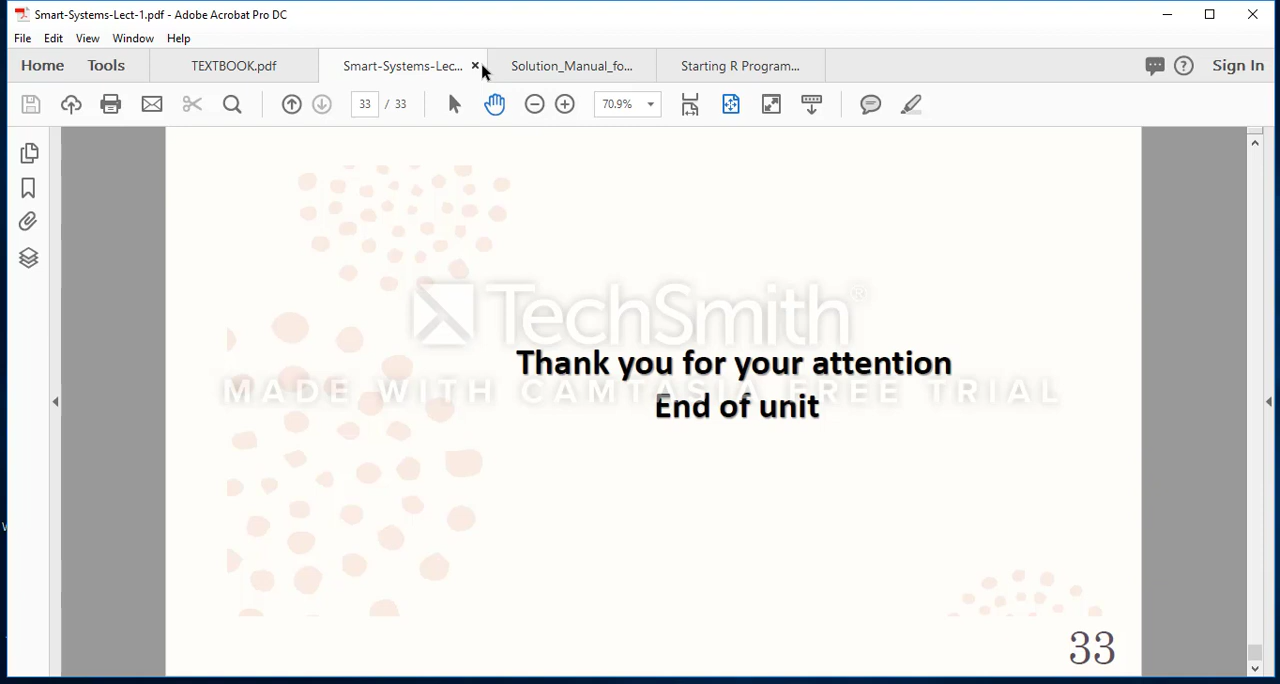 Smart-Systems-Lect-1.pdf - Adobe Acrobat Pro DC
File Edit View Window Help
Home Tools TEXTBOOK.pdf Smart-Systems-Lec... Solution_Manual_fo... Starting R Program... Sign In
33 / 33 70.9%
TechSmith®
Thank you for your attention
MADE WITH CAMTASIA FREE TRIAL
End of unit
33